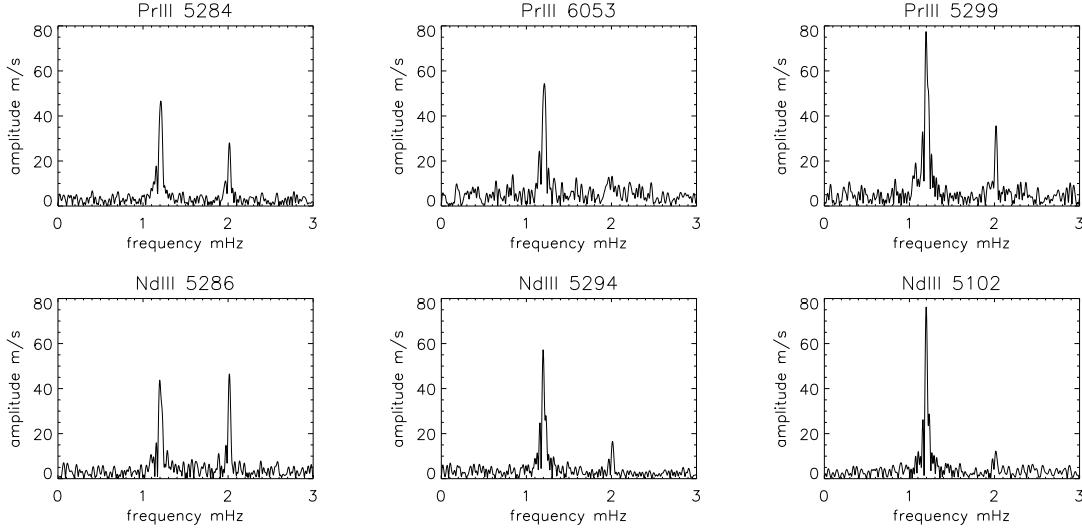 PrIII 5284
PrIII 6053
PrIII 5299
amplitude m/s
80
60
40
20
0
0 1 2 3
frequency mHz
amplitude m/s
80
60
40
20
0
0 1 2 3
frequency mHz
amplitude m/s
80
60
40
20
0
0 1 2 3
frequency mHz
NdIII 5286
NdIII 5294
NdIII 5102
amplitude m/s
80
60
40
20
0
0 1 2 3
frequency mHz
amplitude m/s
80
60
40
20
0
0 1 2 3
frequency mHz
amplitude m/s
80
60
40
20
0
0 1 2 3
frequency mHz